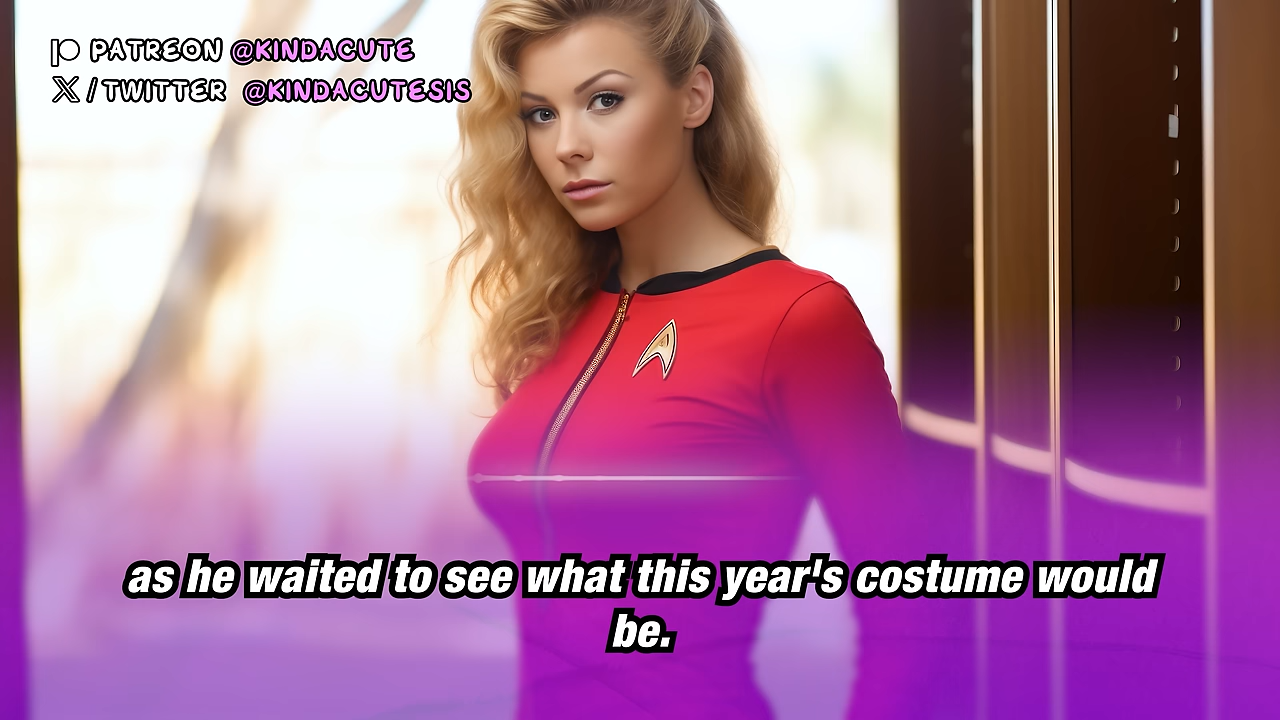 PATREON @KINDACUTE
X / TWITTER @KINDACUTESIS
as he waited to see what this year's costume would
be.